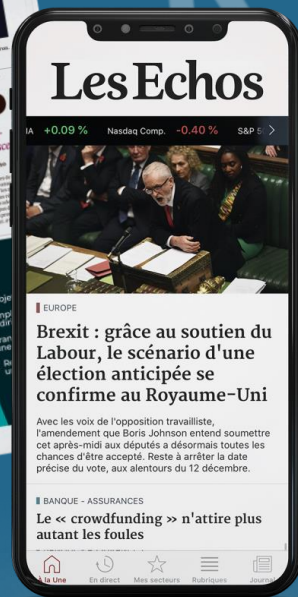 Les Echos
+0.09 % Nasdaq Comp. -0.40 % S&P
EUROPE
Brexit : grâce au soutien du
Labour, le scénario d'une
élection anticipée se
confirme au Royaume-Uni
Avec les voix de l'opposition travailliste,
l'amendement que Boris Johnson entend soumettre
cet après-midi aux députés a désormais toutes les
chances d'être accepté. Reste à arrêter la date
précise du vote, aux alentours du 12 décembre.
BANQUE - ASSURANCES
Le « crowdfunding » n'attire plus
autant les foules
À la Une En direct Mes secteurs Rubriques Journal